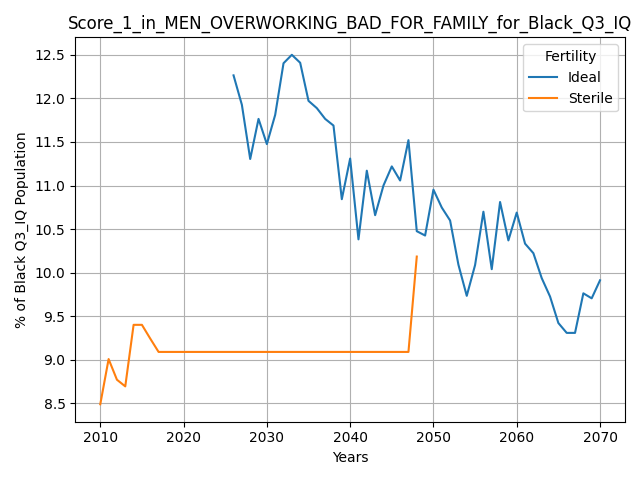 Score_1_in_MEN_OVERWORKING_BAD_FOR_FAMILY_for_Black_Q3_IQ
Fertility
Ideal
Sterile
% of Black Q3_IQ Population
12.5
12.0
11.5
11.0
10.5
10.0
9.5
9.0
8.5
2010 2020 2030 2040 2050 2060 2070
Years